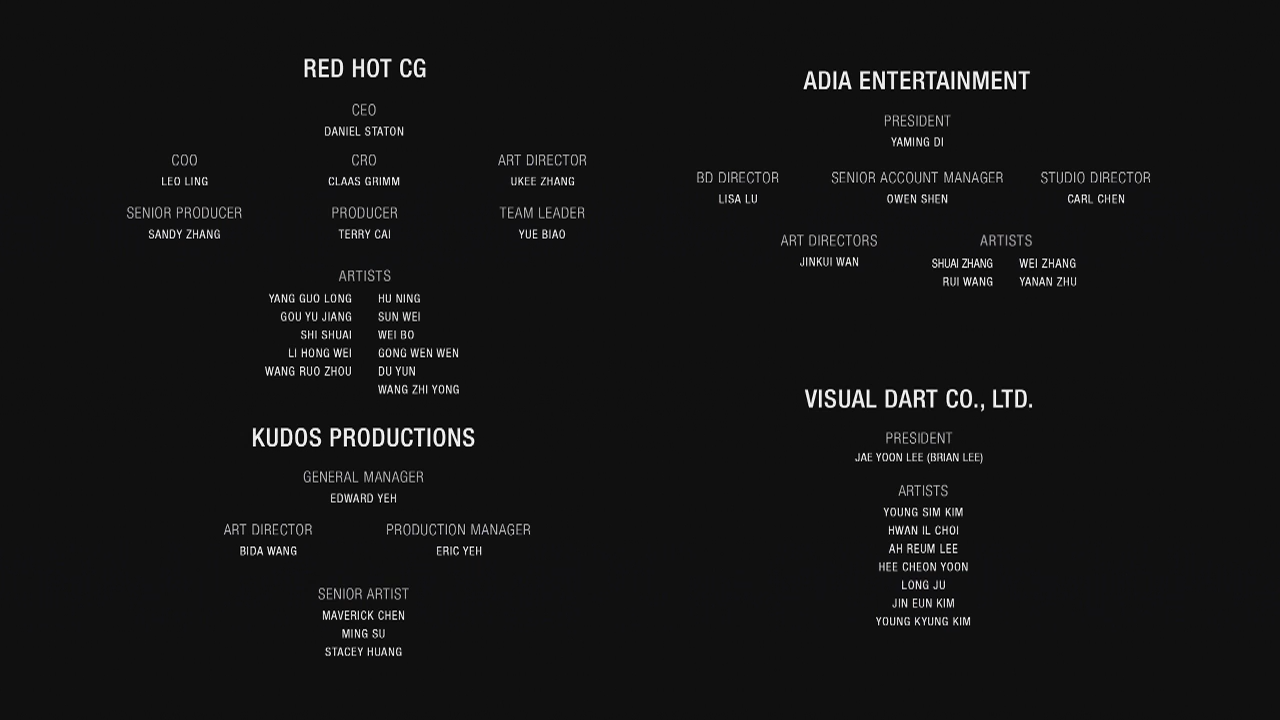 RED HOT CG
CEO
DANIEL STATON
COO CRO ART DIRECTOR
LEO LING CLAAS GRIMM UKEE ZHANG
SENIOR PRODUCER PRODUCER TEAM LEADER
SANDY ZHANG TERRY CAI YUE BIAO
ARTISTS
YANG GUO LONG HU NING
GOU YU JIANG SUN WEI
SHI SHUAI WEI BO
LI HONG WEI GONG WEN WEN
WANG RUO ZHOU DU YUN
WANG ZHI YONG
KUDOS PRODUCTIONS
GENERAL MANAGER
EDWARD YEH
ART DIRECTOR PRODUCTION MANAGER
BIDA WANG ERIC YEH
SENIOR ARTIST
MAVERICK CHEN
MING SU
STACEY HUANG
ADIA ENTERTAINMENT
PRESIDENT
YAMING DI
BD DIRECTOR SENIOR ACCOUNT MANAGER STUDIO DIRECTOR
LISA LU OWEN SHEN CARL CHEN
ART DIRECTORS ARTISTS
JINKUI WAN SHUAI ZHANG WEI ZHANG
RUI WANG YANAN ZHU
VISUAL DART CO., LTD.
PRESIDENT
JAE YOON LEE (BRIAN LEE)
ARTISTS
YOUNG SIM KIM
HWAN IL CHOI
AH REUM LEE
HEE CHEON YOON
LONG JU
JIN EUN KIM
YOUNG KYUNG KIM